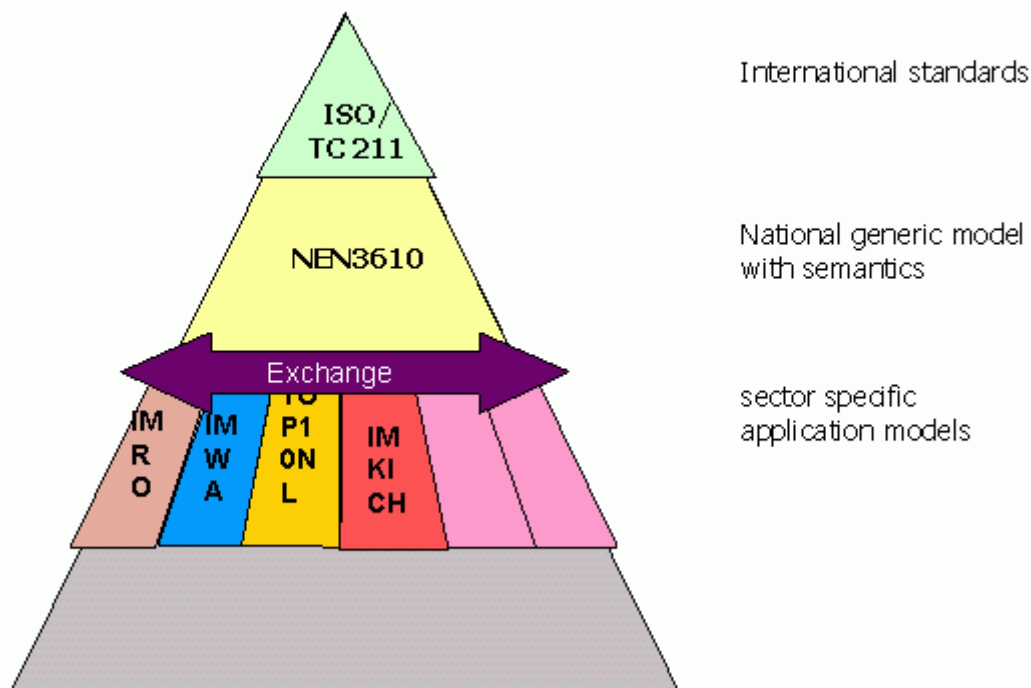 International standards
ISO/
TC 211
National generic model
with semantics
NEN3610
Exchange
sector specific
application models
IM
R
O
IM
W
A
TO
P1
0N
L
IM
KI
CH